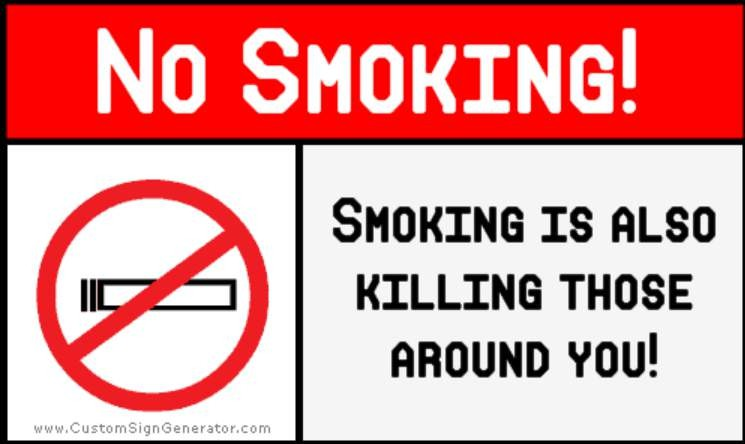 No Smoking!
Smoking is also
killing those
around you!
www.CustomSignGenerator.com